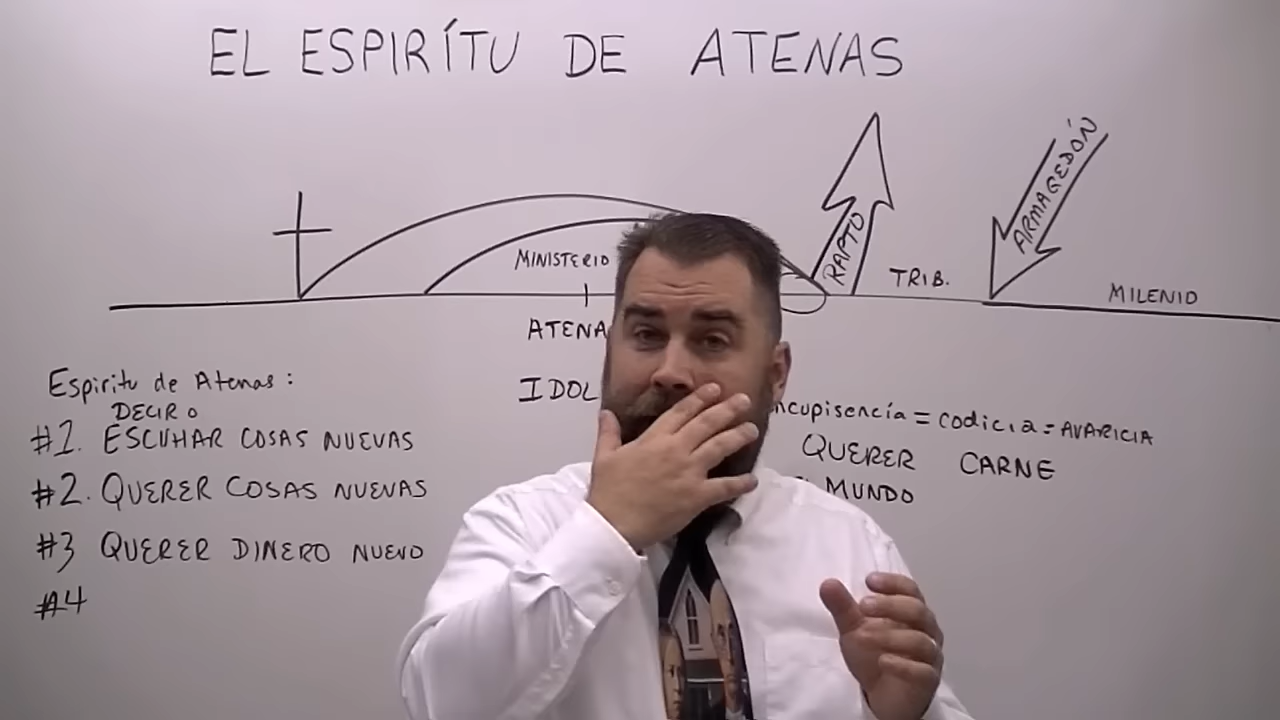 EL ESPIRÍTU DE ATENAS
ARMAGEDÓN
RAPTO
MINISTERIO
TRIB.
MILENIO
ATENA
IDOL
Espiritu de Atenas:
DECIR O
#1. ESCUHAR COSAS NUEVAS
#2. QUERER COSAS NUEVAS
#3 QUERER DINERO NUEVO
#4
ncupisencía = codicia = AVARICIA
QUERER CARNE
MUNDO